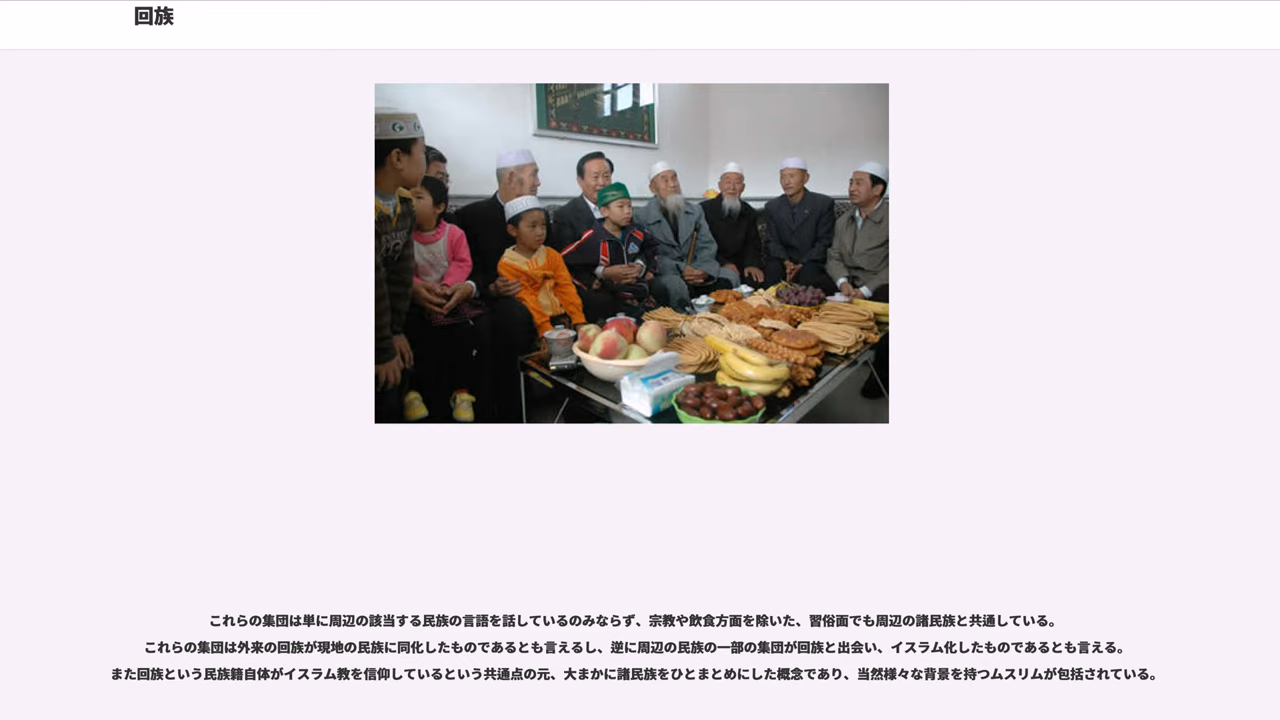 回族
これらの集団は単に周辺の該当する民族の言語を話しているのみならず、宗教や飲食方面を除いた、習俗面でも周辺の諸民族と共通している。
これらの集団は外来の回族が現地の民族に同化したものであるとも言えるし、逆に周辺の民族の一部の集団が回族と出会い、イスラム化したものであるとも言える。
また回族という民族籍自体がイスラム教を信仰しているという共通点の元、大まかに諸民族をひとまとめにした概念であり、当然様々な背景を持つムスリムが包括されている。